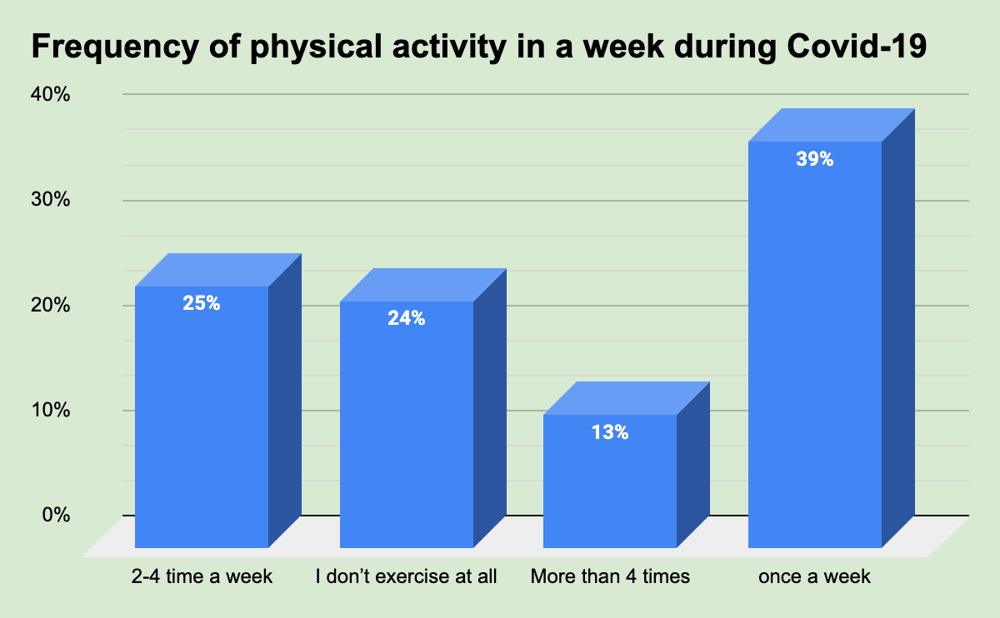 Frequency of physical activity in a week during Covid-19
40%
30%
20%
10%
0%
25%
24%
13%
39%
2-4 time a week
I don’t exercise at all
More than 4 times
once a week